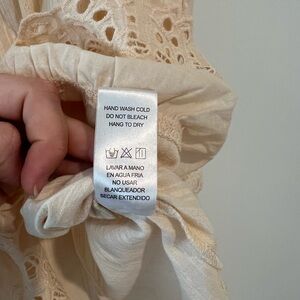 HAND WASH COLD
DO NOT BLEACH
HANG TO DRY
LAVAR A MANO
EN AGUA FRIA
NO USAR
BLANQUEADOR
SECAR EXTENDIDO